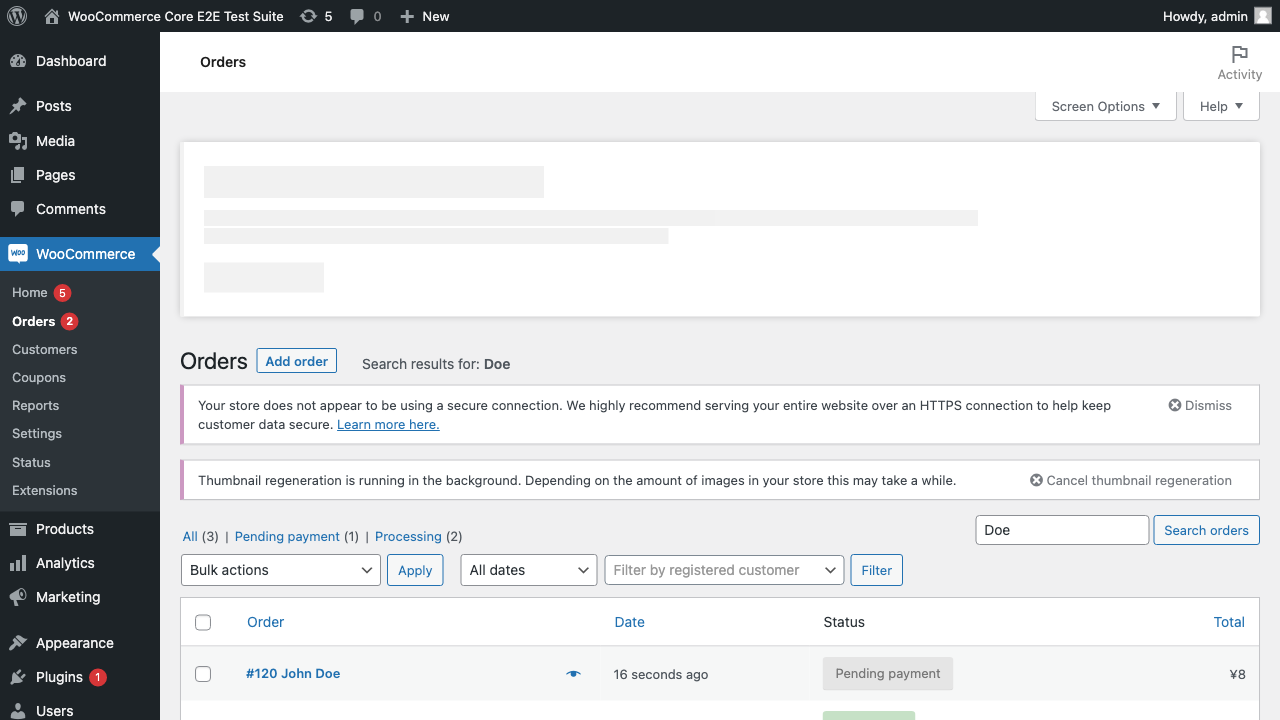 WooCommerce Core E2E Test Suite 5 0 New Howdy, admin
Dashboard
Posts
Media
Pages
Comments
WOO WooCommerce
Home 5
Orders 2
Customers
Coupons
Reports
Settings
Status
Extensions
Products
Analytics
Marketing
Appearance
Plugins 1
Users
Orders
Activity
Screen Options
Help
Orders Add order Search results for: Doe
Your store does not appear to be using a secure connection. We highly recommend serving your entire website over an HTTPS connection to help keep
customer data secure. Learn more here.
Dismiss
Thumbnail regeneration is running in the background. Depending on the amount of images in your store this may take a while.
Cancel thumbnail regeneration
All (3) | Pending payment (1) | Processing (2)
Doe Search orders
Bulk actions Apply All dates Filter by registered customer Filter
Order Date Status Total
#120 John Doe 16 seconds ago Pending payment ¥8